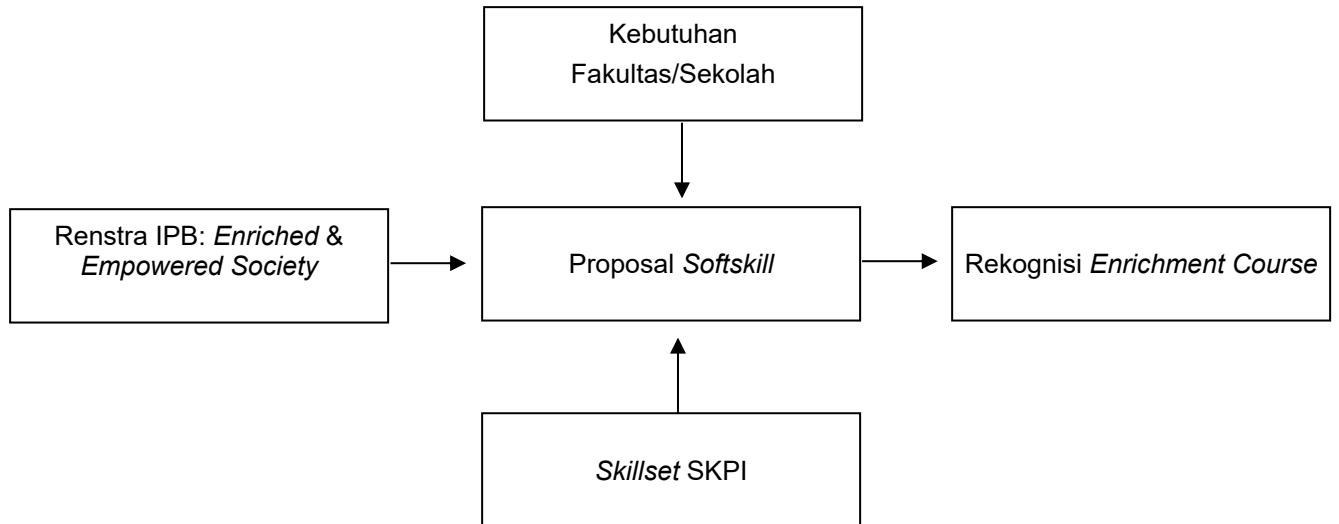 Kebutuhan
Fakultas/Sekolah
Renstra IPB: Enriched &
Empowered Society
Proposal Softskill
Rekognisi Enrichment Course
Skillset SKPI